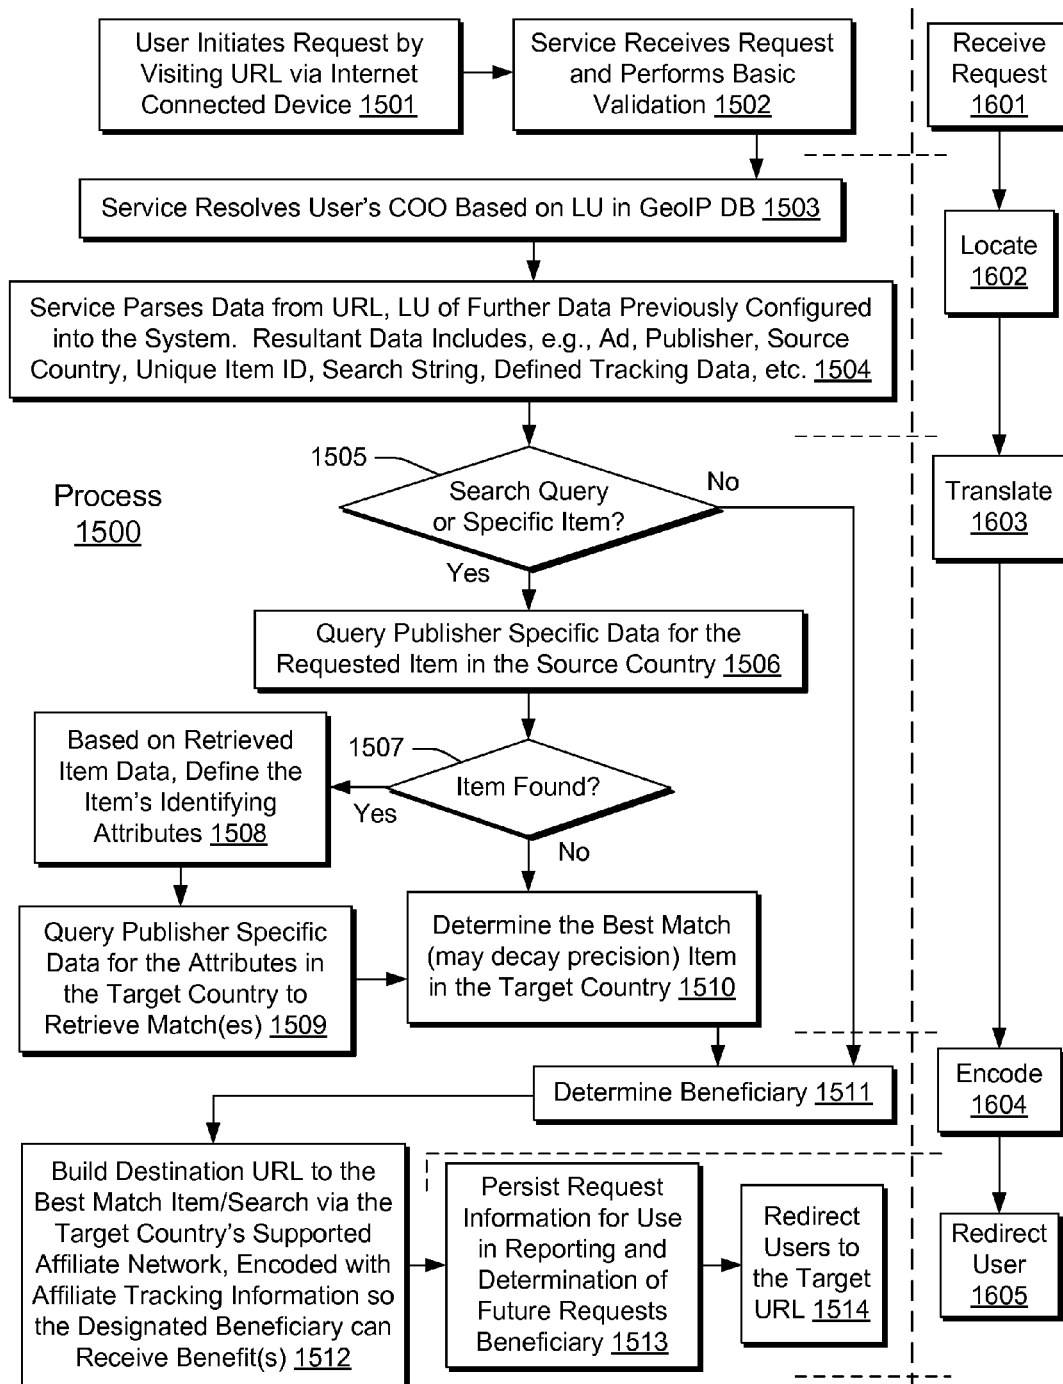 User Initiates Request by
Visiting URL via Internet
Connected Device 1501
Service Receives Request
and Performs Basic
Validation 1502
Receive
Request
1601
Service Resolves User's COO Based on LU in GeoIP DB 1503
Locate
1602
Service Parses Data from URL, LU of Further Data Previously Configured
into the System. Resultant Data Includes, e.g., Ad, Publisher, Source
Country, Unique Item ID, Search String, Defined Tracking Data, etc. 1504
1505
Search Query
or Specific Item?
No
Yes
Process
1500
Translate
1603
Query Publisher Specific Data for the
Requested Item in the Source Country 1506
1507
Item Found?
Yes
No
Based on Retrieved
Item Data, Define the
Item's Identifying
Attributes 1508
Query Publisher Specific
Data for the Attributes in
the Target Country to
Retrieve Match(es) 1509
Determine the Best Match
(may decay precision) Item
in the Target Country 1510
Determine Beneficiary 1511
Encode
1604
Build Destination URL to the
Best Match Item/Search via the
Target Country's Supported
Affiliate Network, Encoded with
Affiliate Tracking Information so
the Designated Beneficiary can
Receive Benefit(s) 1512
Persist Request
Information for Use
in Reporting and
Determination of
Future Requests
Beneficiary 1513
Redirect
Users to
the Target
URL 1514
Redirect
User
1605